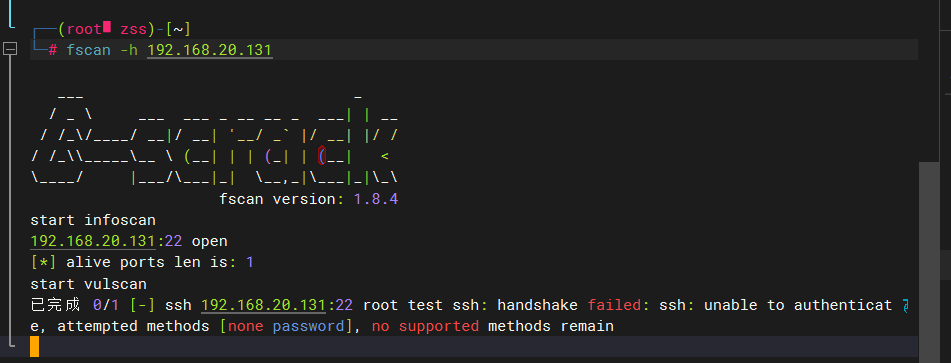 ┌──(root㉿ zss)-[~]
└─# fscan -h 192.168.20.131
   ___                              _
  / _ \     ___  ___ _ __ __ _  ___| | __
 / /_\/____/ __|/ __| '__/ _` |/ __| |/ /
/ /_\\_____\__ \ (__| | | (_| | (__|   <
\____/     |___/\___|_|  \__,_|\___|_|\_\
                     fscan version: 1.8.4
start infoscan
192.168.20.131:22 open
[*] alive ports len is: 1
start vulscan
已完成 0/1 [-] ssh 192.168.20.131:22 root test ssh: handshake failed: ssh: unable to authenticat
e, attempted methods [none password], no supported methods remain